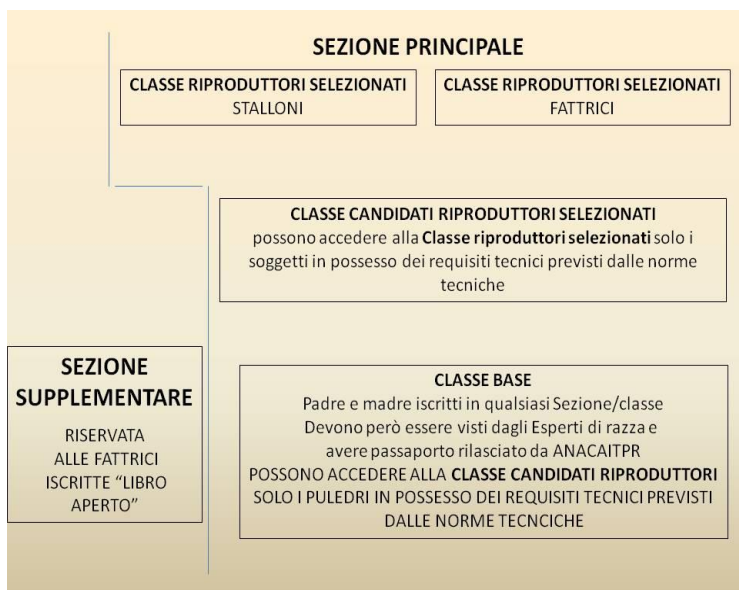 SEZIONE PRINCIPALE
CLASSE RIPRODUTTORI SELEZIONATI
STALLONI
CLASSE RIPRODUTTORI SELEZIONATI
FATTRICI
CLASSE CANDIDATI RIPRODUTTORI SELEZIONATI
possono accedere alla Classe riproduttori selezionati solo i
soggetti in possesso dei requisiti tecnici previsti dalle norme
tecniche
SEZIONE
SUPPLEMENTARE
RISERVATA
ALLE FATTRICI
ISCRITTE “LIBRO
APERTO”
CLASSE BASE
Padre e madre iscritti in qualsiasi Sezione/classe
Devono però essere visti dagli Esperti di razza e
avere passaporto rilasciato da ANACAITPR
POSSONO ACCEDERE ALLA CLASSE CANDIDATI RIPRODUTTORI
SOLO I PULEDRI IN POSSESSO DEI REQUISITI TECNICI PREVISTI
DALLE NORME TECNCICHE